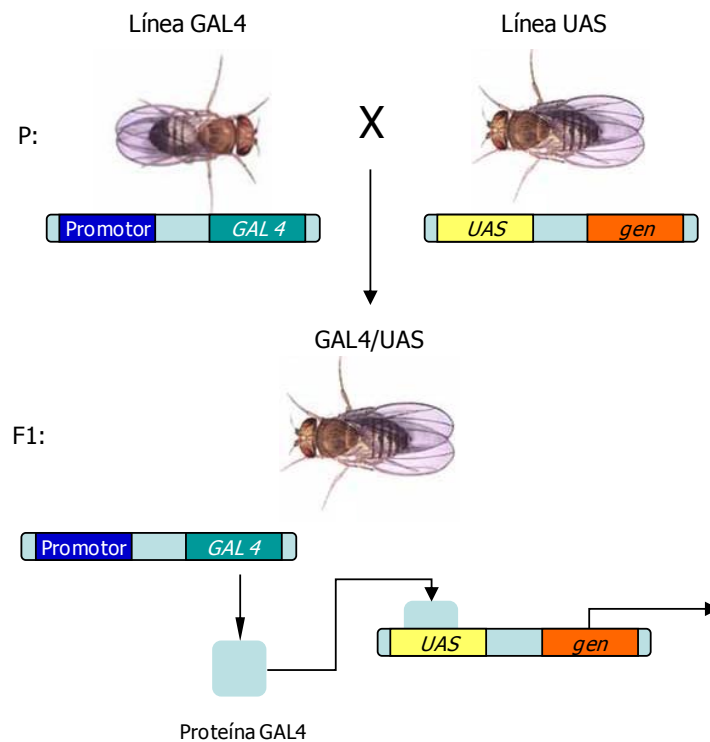 Línea GAL4
Línea UAS
P:
X
Promotor
GAL 4
UAS
gen
GAL4/UAS
F1:
Promotor
GAL 4
UAS
gen
Proteína GAL4